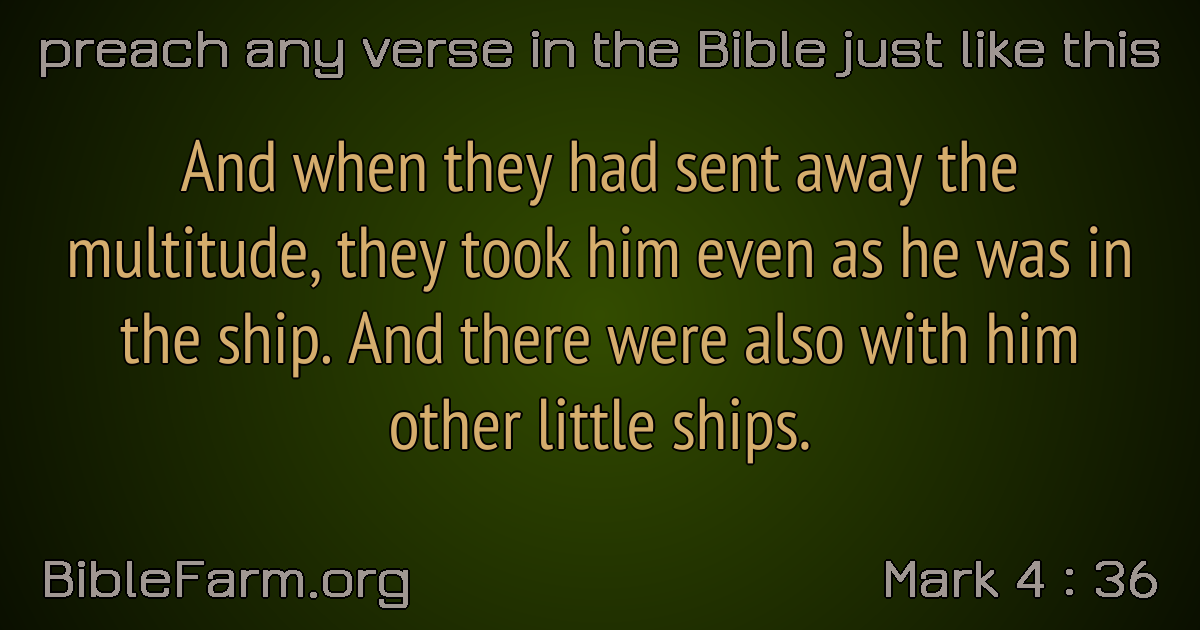 preach any verse in the Bible just like this
And when they had sent away the
multitude, they took him even as he was in
the ship. And there were also with him
other little ships.
BibleFarm.org
Mark 4 : 36